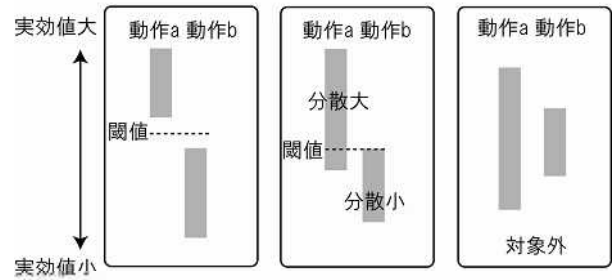 実効値大
実効値小
動作a 動作b
閾値
動作a 動作b
分散大
閾値
分散小
動作a 動作b
対象外